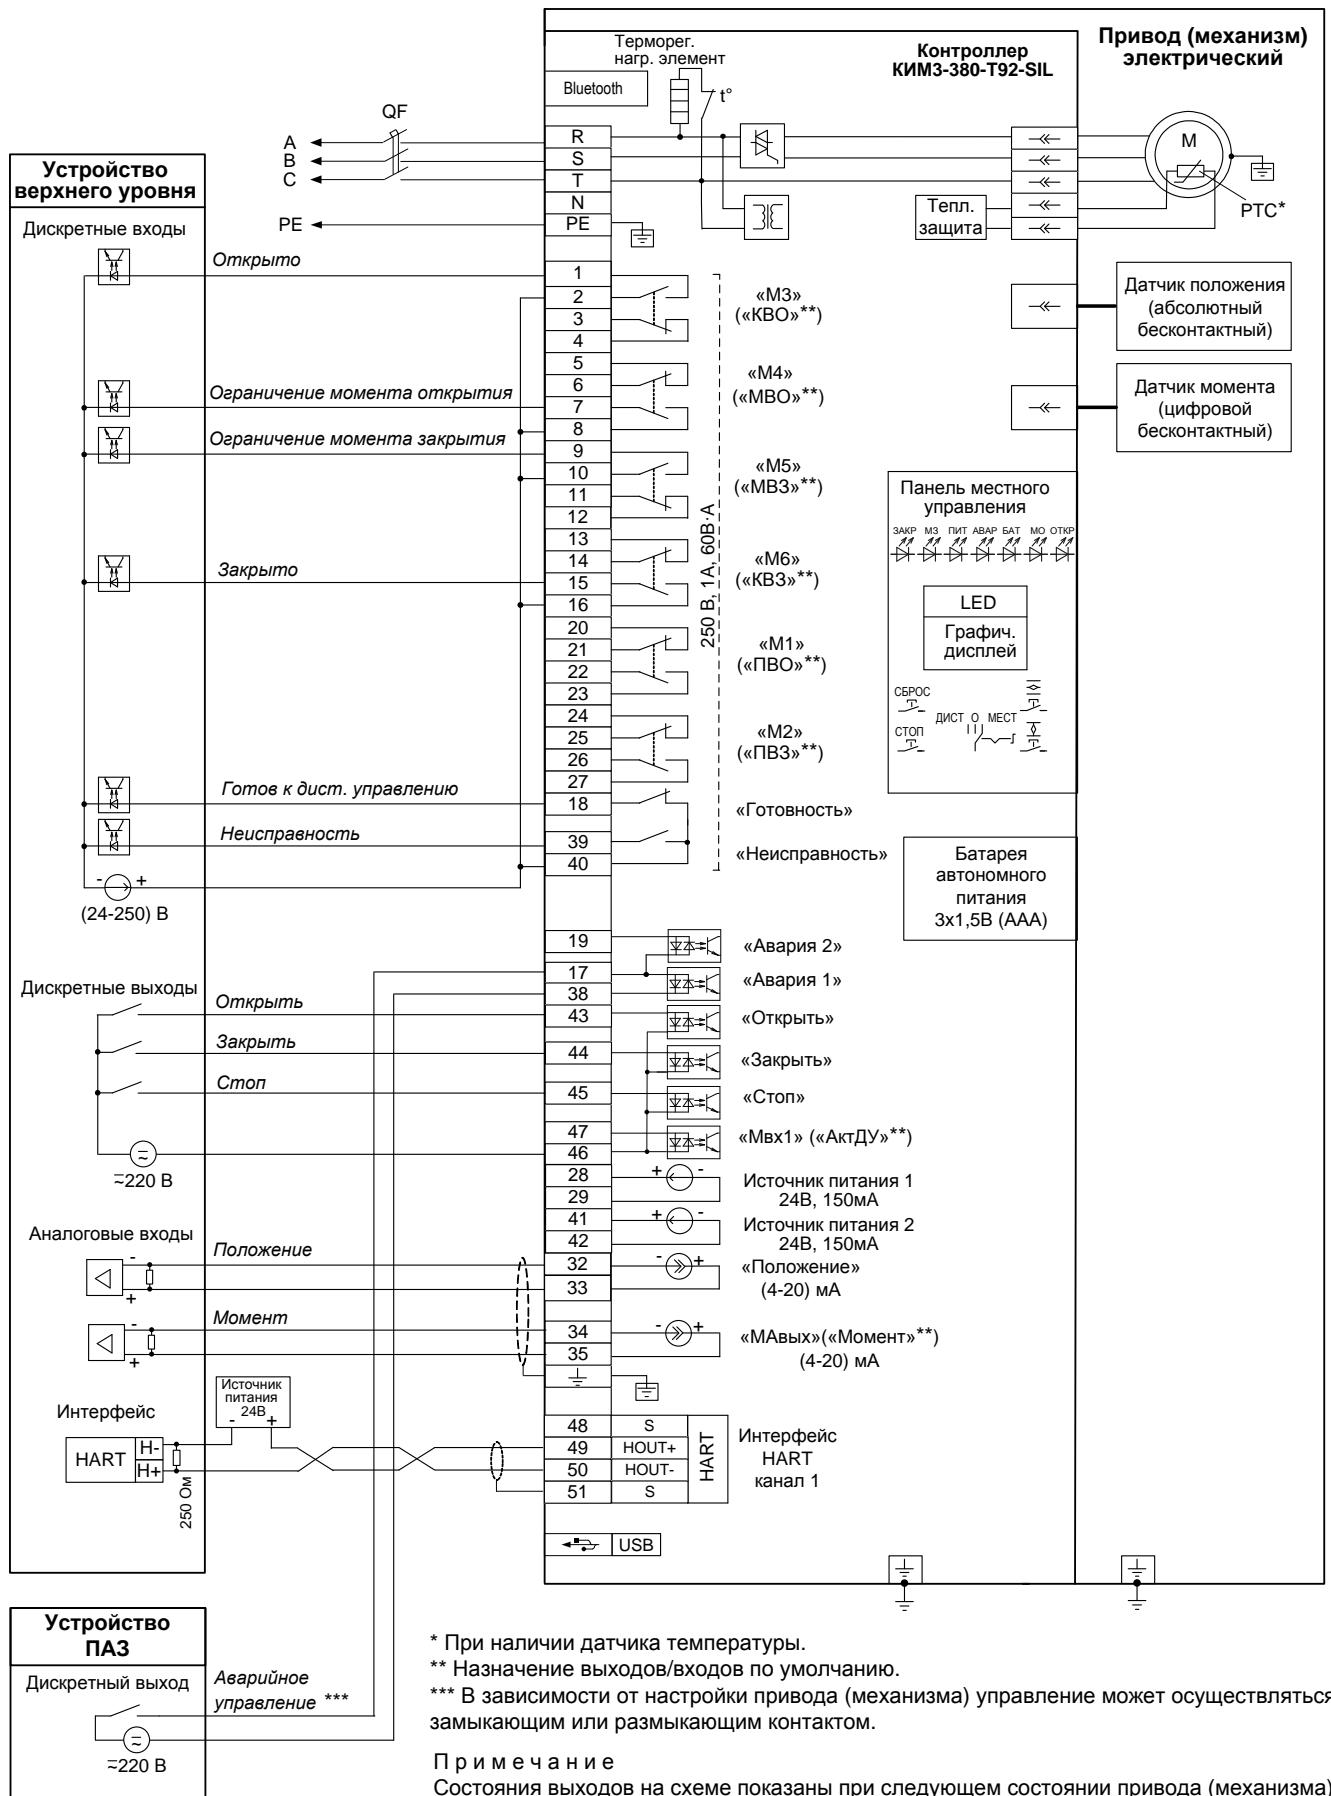 Терморег.
нагр. элемент
Контроллер
КИМ3-380-Т92-SIL
Привод (механизм)
электрический
Bluetooth
t°
QF
A
B
C
PE
R
S
T
N
PE
M
PTC*
Тепл.
защита
Устройство
верхнего уровня
Дискретные входы
Открыто
Ограничение момента открытия
Ограничение момента закрытия
Закрыто
Готов к дист. управлению
Неисправность
- +
(24-250) В
1
2
3
4
5
6
7
8
9
10
11
12
13
14
15
16
20
21
22
23
24
25
26
27
18
39
40
«М3»
(«КВО»**)
«М4»
(«МВО»**)
«М5»
(«МВЗ»**)
«М6»
(«КВЗ»**)
«М1»
(«ПВО»**)
«М2»
(«ПВЗ»**)
«Готовность»
«Неисправность»
250 В, 1А, 60В·А
Датчик положения
(абсолютный
бесконтактный)
Датчик момента
(цифровой
бесконтактный)
Панель местного
управления
ЗАКР МЗ ПИТ АВАР БАТ МО ОТКР
LED
Графич.
дисплей
СБРОС
ДИСТ О МЕСТ
СТОП
Батарея
автономного
питания
3х1,5В (ААА)
Дискретные выходы
Открыть
Закрыть
Стоп
≂220 В
19
17
38
43
44
45
47
46
28
29
41
42
32
33
34
35
«Авария 2»
«Авария 1»
«Открыть»
«Закрыть»
«Стоп»
«Мвх1» («АктДУ»**)
+ -
Источник питания 1
24В, 150мА
+ -
Источник питания 2
24В, 150мА
- +
«Положение»
(4-20) мА
- +
«МАвых»(«Момент»**)
(4-20) мА
Аналоговые входы
Положение
-
+
Момент
-
+
Интерфейс
HART
H-
H+
250 Ом
Источник
питания
24В
- +
48 S
49 HOUT+
50 HOUT-
51 S
HART
Интерфейс
HART
канал 1
USB
Устройство
ПАЗ
Дискретный выход
Аварийное
управление ***
≂220 В
* При наличии датчика температуры.
** Назначение выходов/входов по умолчанию.
*** В зависимости от настройки привода (механизма) управление может осуществляться
замыкающим или размыкающим контактом.
П р и м е ч а н и е
Состояния выходов на схеме показаны при следующем состоянии привода (механизма)